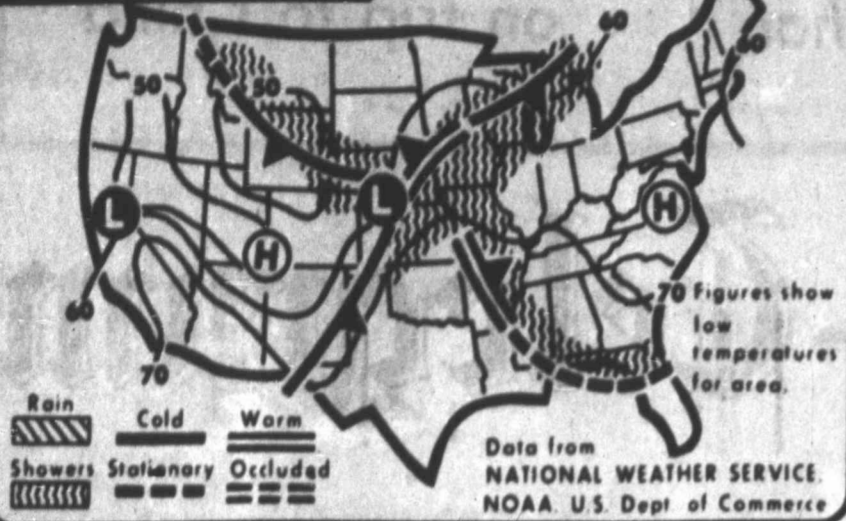 60
60
50
50
L
L
H
H
60
70
70
Figures show
low
temperatures
for area.
Rain
Cold
Warm
Showers
Stationary
Occluded
Data from
NATIONAL WEATHER SERVICE.
NOAA. U.S. Dept of Commerce